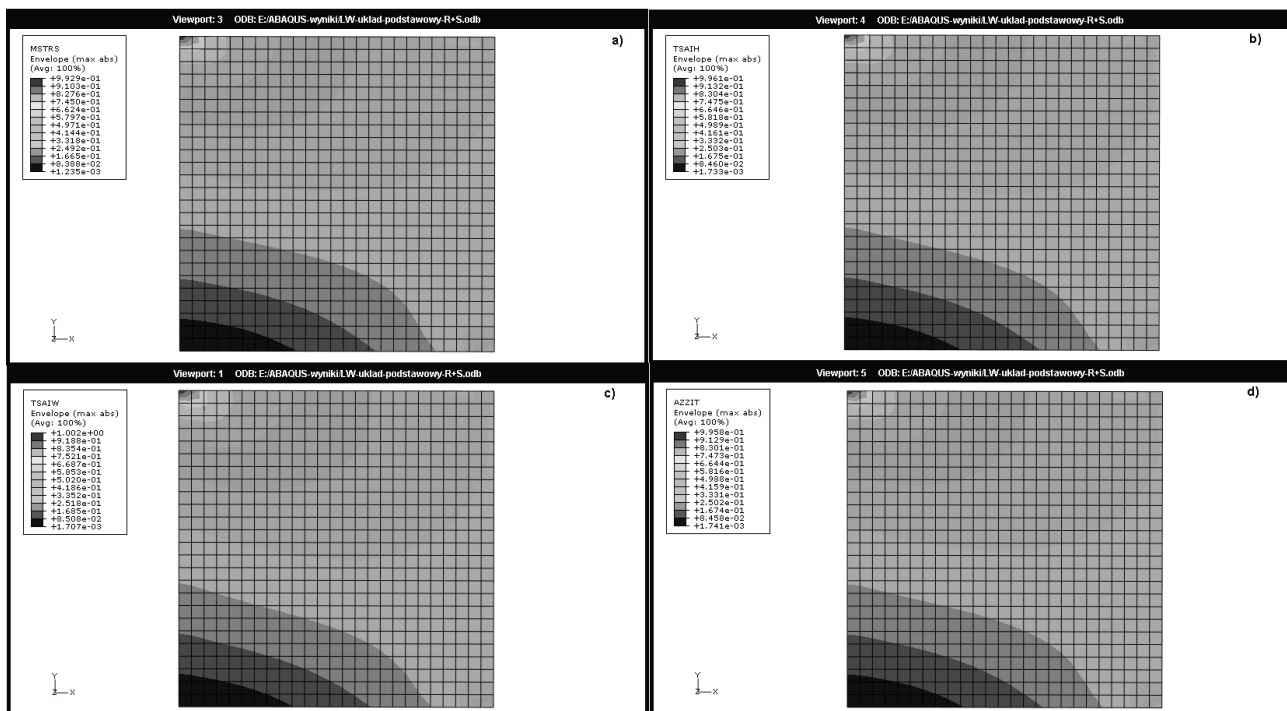 Viewport: 3 ODB: E:/ABAQUS-wyniki/LW-uklad-podstawowy-R+S.odb
a)
MSTRS
Envelope (max abs)
(Avg: 100%)
+9.929e-01
+9.103e-01
+8.276e-01
+7.450e-01
+6.624e-01
+5.797e-01
+4.971e-01
+4.144e-01
+3.318e-01
+2.492e-01
+1.665e-01
+8.388e-02
+1.235e-03
Y
Z X
Viewport: 4 ODB: E:/ABAQUS-wyniki/LW-uklad-podstawowy-R+S.odb
b)
TSAIH
Envelope (max abs)
(Avg: 100%)
+9.961e-01
+9.132e-01
+8.304e-01
+7.475e-01
+6.646e-01
+5.818e-01
+4.989e-01
+4.161e-01
+3.332e-01
+2.503e-01
+1.675e-01
+8.460e-02
+1.733e-03
Y
Z X
Viewport: 1 ODB: E:/ABAQUS-wyniki/LW-uklad-podstawowy-R+S.odb
c)
TSAIW
Envelope (max abs)
(Avg: 100%)
+1.002e+00
+9.188e-01
+8.354e-01
+7.521e-01
+6.687e-01
+5.853e-01
+5.020e-01
+4.186e-01
+3.352e-01
+2.518e-01
+1.685e-01
+8.508e-02
+1.707e-03
Y
Z X
Viewport: 5 ODB: E:/ABAQUS-wyniki/LW-uklad-podstawowy-R+S.odb
d)
AZZIT
Envelope (max abs)
(Avg: 100%)
+9.958e-01
+9.129e-01
+8.301e-01
+7.473e-01
+6.644e-01
+5.816e-01
+4.988e-01
+4.159e-01
+3.331e-01
+2.502e-01
+1.674e-01
+8.458e-02
+1.741e-03
Y
Z X